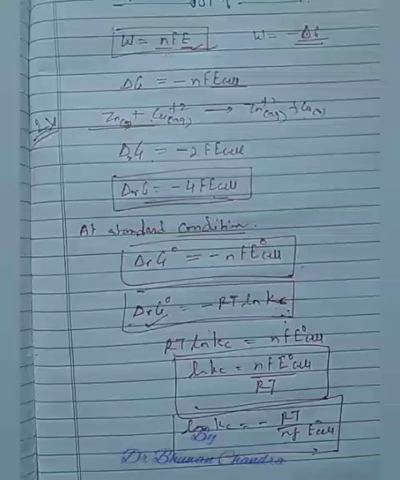 W = nFE    W = -ΔG
ΔG = -nFEcell
Zn(s) + Cu+2(aq) → Zn+2(aq) + Cu(s)
ΔrG = -2FEcell
ΔrG = -4FEcell
At standard condition.
ΔrG° = -nFE°cell
ΔrG° = -RT ln Kc
RT ln Kc = nFE°cell
ln Kc = nFE°cell / RT
Kc = - RT / nF Ecell
By
Dr Bhuwan Chandra